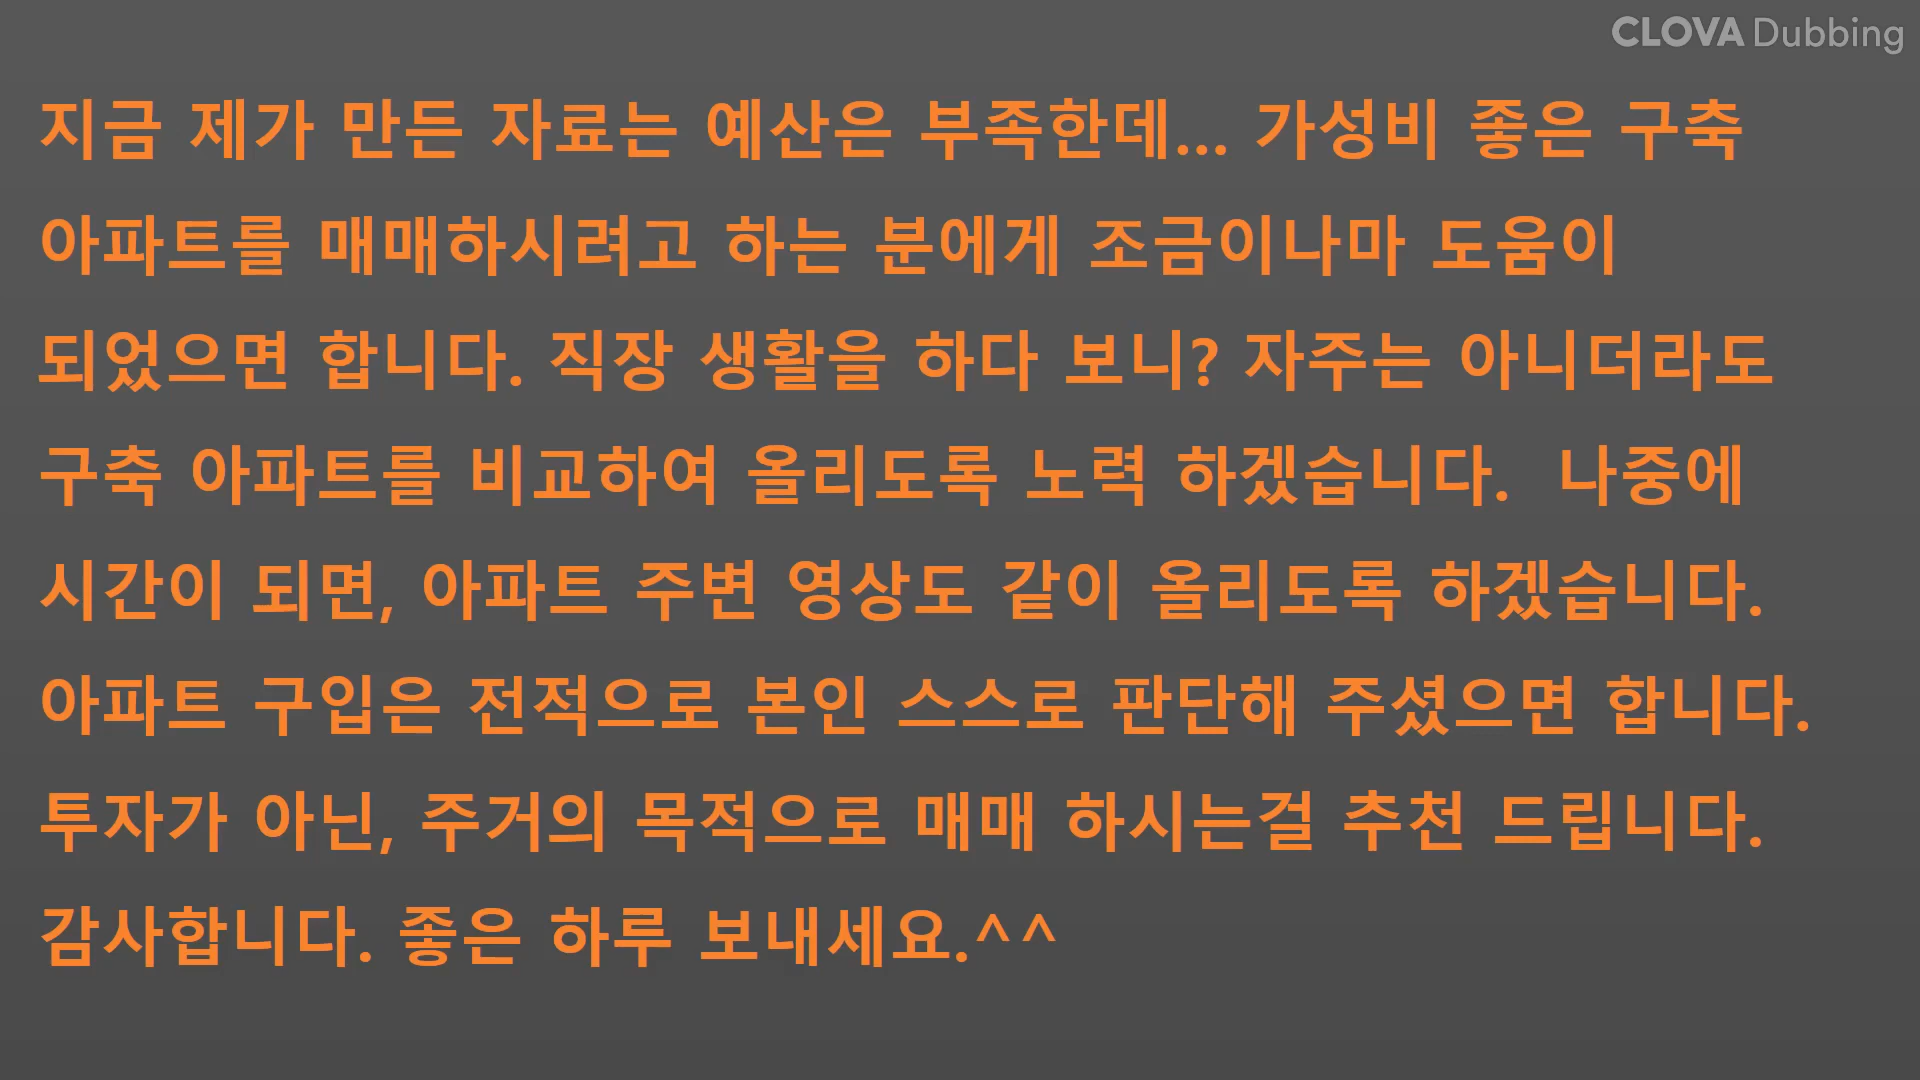 CLOVA Dubbing
지금 제가 만든 자료는 예산은 부족한데... 가성비 좋은 구축
아파트를 매매하시려고 하는 분에게 조금이나마 도움이
되었으면 합니다. 직장 생활을 하다 보니? 자주는 아니더라도
구축 아파트를 비교하여 올리도록 노력 하겠습니다.  나중에
시간이 되면, 아파트 주변 영상도 같이 올리도록 하겠습니다.
아파트 구입은 전적으로 본인 스스로 판단해 주셨으면 합니다.
투자가 아닌, 주거의 목적으로 매매 하시는걸 추천 드립니다.
감사합니다. 좋은 하루 보내세요.^^